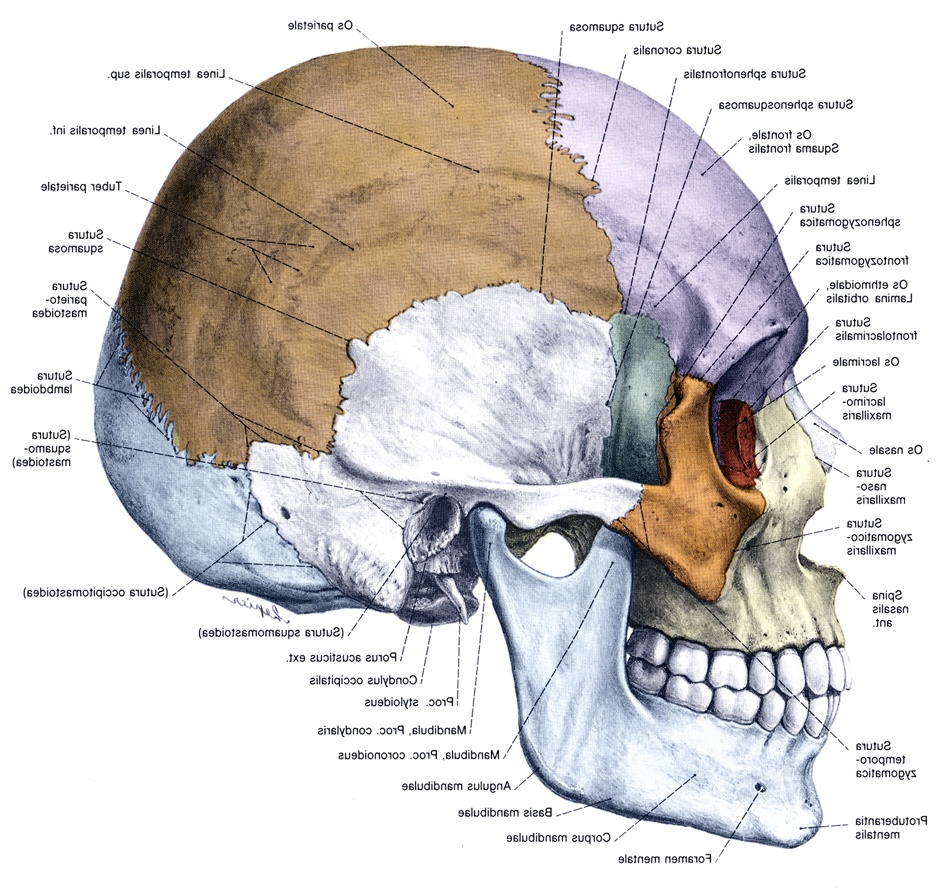 Os parietale
Linea temporalis sup.
Linea temporalis inf.
Tuber parietale
Sutura
squamosa
Sutura
parieto-
mastoidea
Sutura
lambdoidea
(Sutura
squamo-
mastoidea)
(Sutura occipitomastoidea)
Sutura squamosa
Sutura coronalis
Sutura sphenofrontalis
Sutura sphenosquamosa
Os frontale,
Squama frontalis
Linea temporalis
Sutura
sphenozygomatica
Sutura
frontozygomatica
Os ethmoidale,
Lamina orbitalis
Sutura
frontolacrimalis
Os lacrimale
Sutura
lacrimo-
maxillaris
Os nasale
Sutura
naso-
maxillaris
Sutura
zygomatico-
maxillaris
Spina
nasalis
ant.
Sutura
temporo-
zygomatica
Protuberantia
mentalis
(Sutura squamomastoidea)
Porus acusticus ext.
Condylus occipitalis
Proc. styloideus
Mandibula, Proc. condylaris
Mandibula, Proc. coronoideus
Angulus mandibulae
Basis mandibulae
Corpus mandibulae
Foramen mentale
Lepier